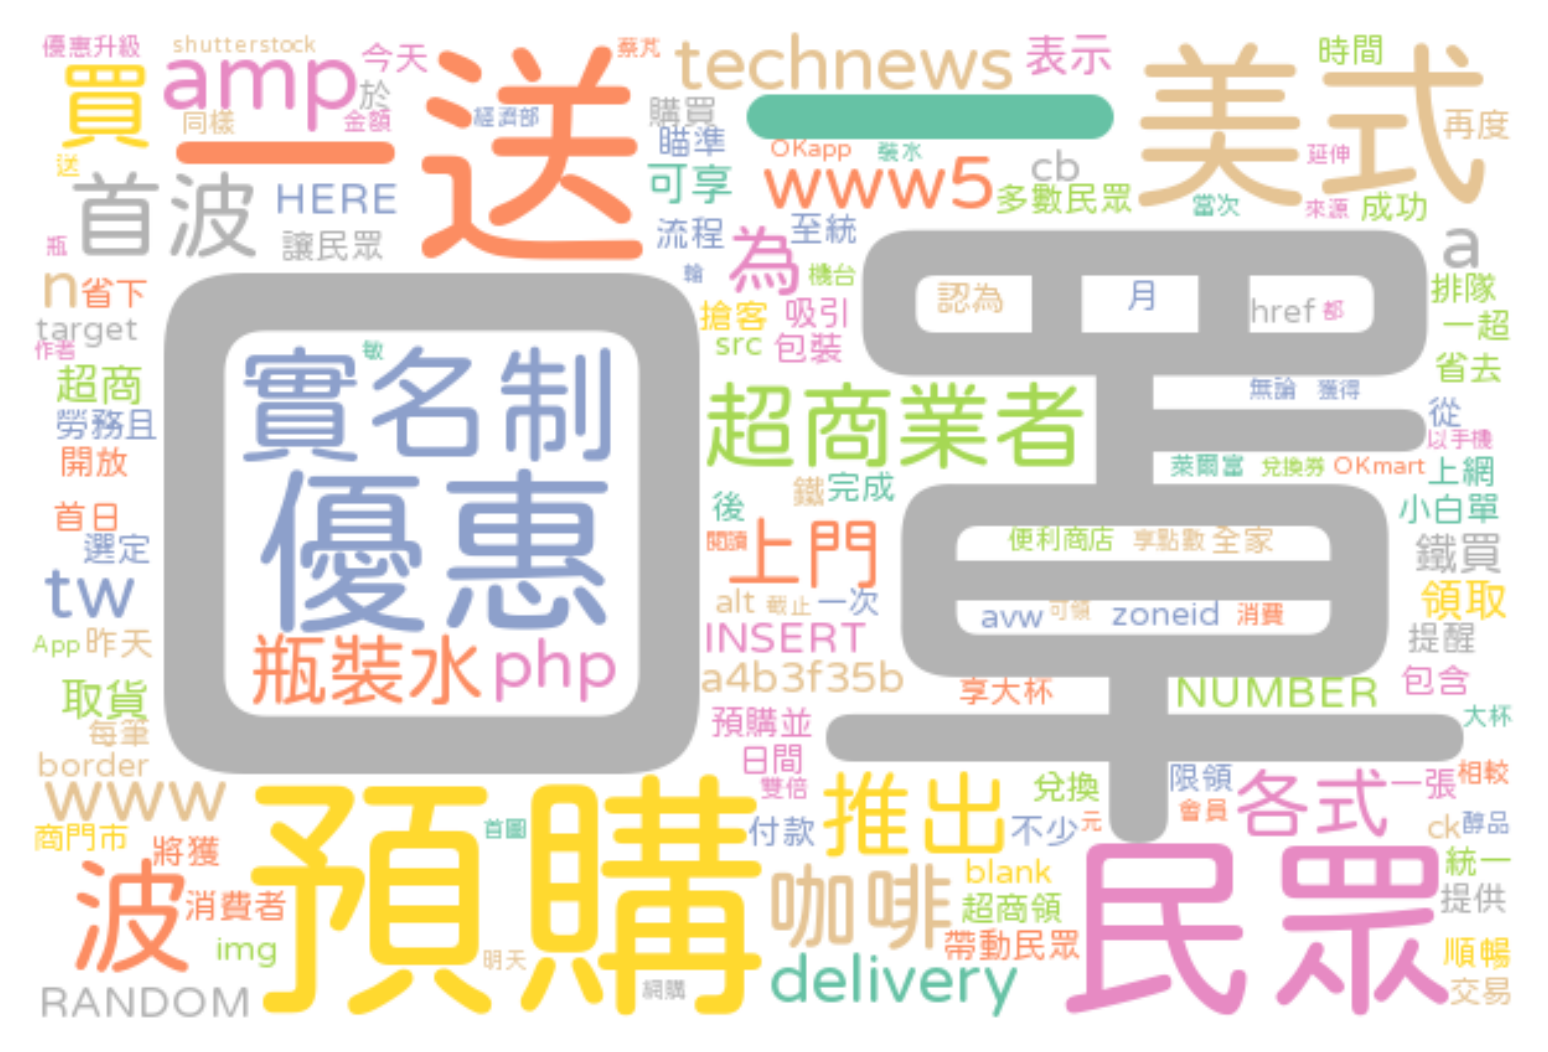 優惠升級 shutterstock 今天 送 蔡芃 technews 表示 美式 時間
買 amp 於 經濟部 購買 一 再度
同樣 金額 瞄準 OKapp 裝水 cb 延伸
送 一 可享 www5 多數民眾 當次 來源 成功
首波 HERE 流程 為 至統 a
瓶 讓民眾 輸 機台 口罩 認為 月 href 都 排隊
n 省下 搶客 吸引 一超
target src 包裝 省去
作者 實名制 敏 超商業者 無論 獲得 從
超商 以手機
勞務且 萊爾富 兌換券 OKmart 上網
開放 優惠 鐵 完成 小白單
首日 後 便利商店 享點數 全家 鐵買
選定 閱讀 上門
tw alt 截止 一次 avw 可領 zoneid 消費 領取
App 昨天 瓶裝水 php INSERT 提醒
取貨 a4b3f35b 享大杯 NUMBER 包含
每筆 預購並 大杯
border 日間 限領 各式 一張 相較
www 預購 雙倍 推出 兌換 會員
商門市 首圖 付款 不少 元 ck 醇品
波 將獲 咖啡 blank 民眾 統一
消費者 超商領 提供
img 明天 帶動民眾 順暢
RANDOM 網購 delivery 交易